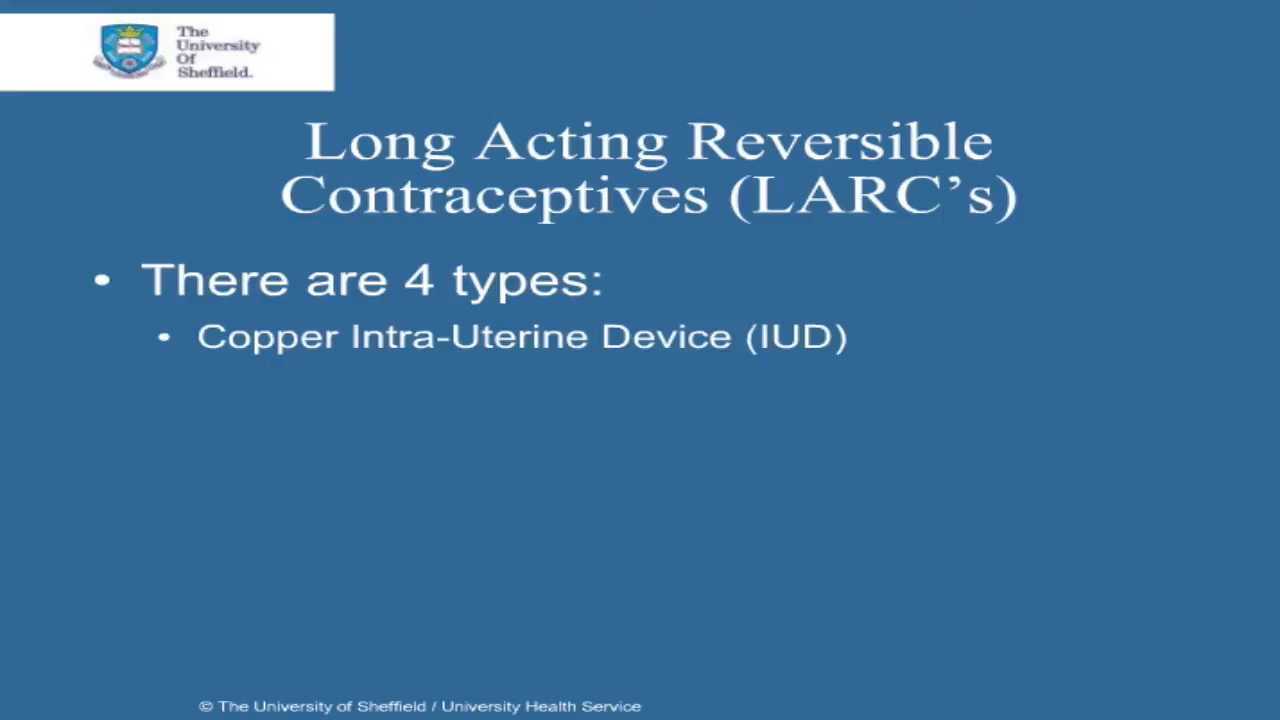 The
University
Of
Sheffield.
Long Acting Reversible
Contraceptives (LARC’s)
• There are 4 types:
• Copper Intra-Uterine Device (IUD)
© The University of Sheffield / University Health Service